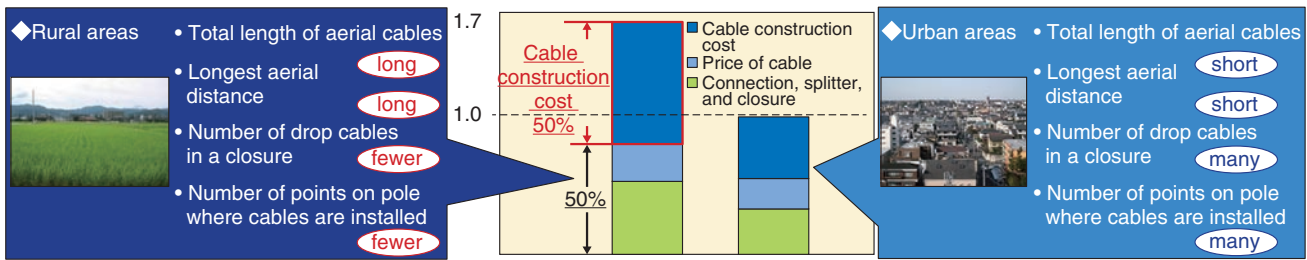 ◆Rural areas
• Total length of aerial cables
long
• Longest aerial
distance
long
• Number of drop cables
in a closure
fewer
• Number of points on pole
where cables are installed
fewer
1.7
1.0
Cable
construction
cost
50%
50%
Cable construction
cost
Price of cable
Connection, splitter,
and closure
◆Urban areas
• Total length of aerial cables
short
• Longest aerial
distance
short
• Number of drop cables
in a closure
many
• Number of points on pole
where cables are installed
many